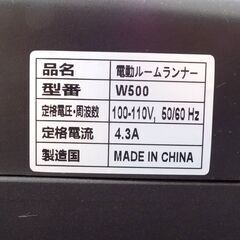 品名 電動ルームランナー
型番 W500
定格電圧・周波数 100-110V, 50/60 Hz
定格電流 4.3A
製造国 MADE IN CHINA